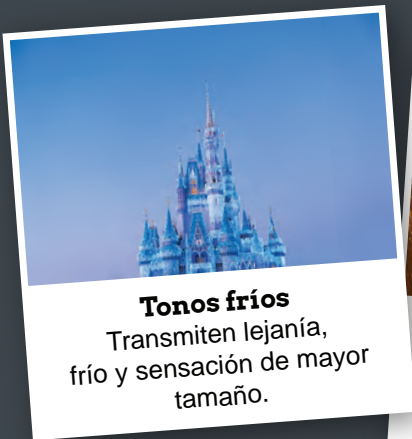 Tonos fríos
Transmiten lejanía,
frío y sensación de mayor
tamaño.